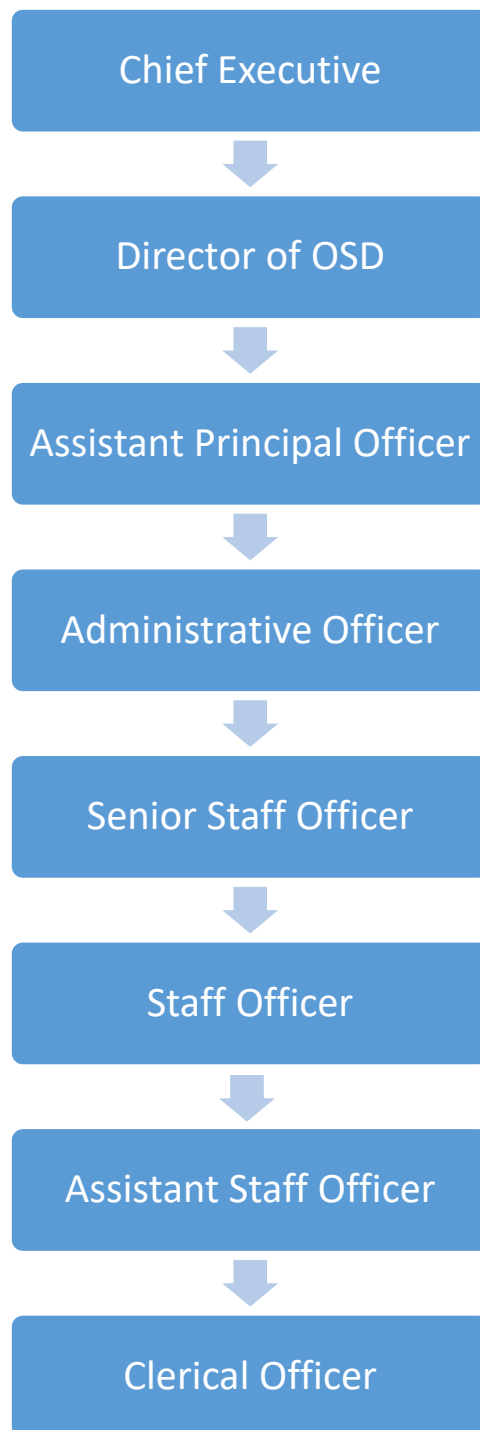 Chief Executive
Director of OSD
Assistant Principal Officer
Administrative Officer
Senior Staff Officer
Staff Officer
Assistant Staff Officer
Clerical Officer